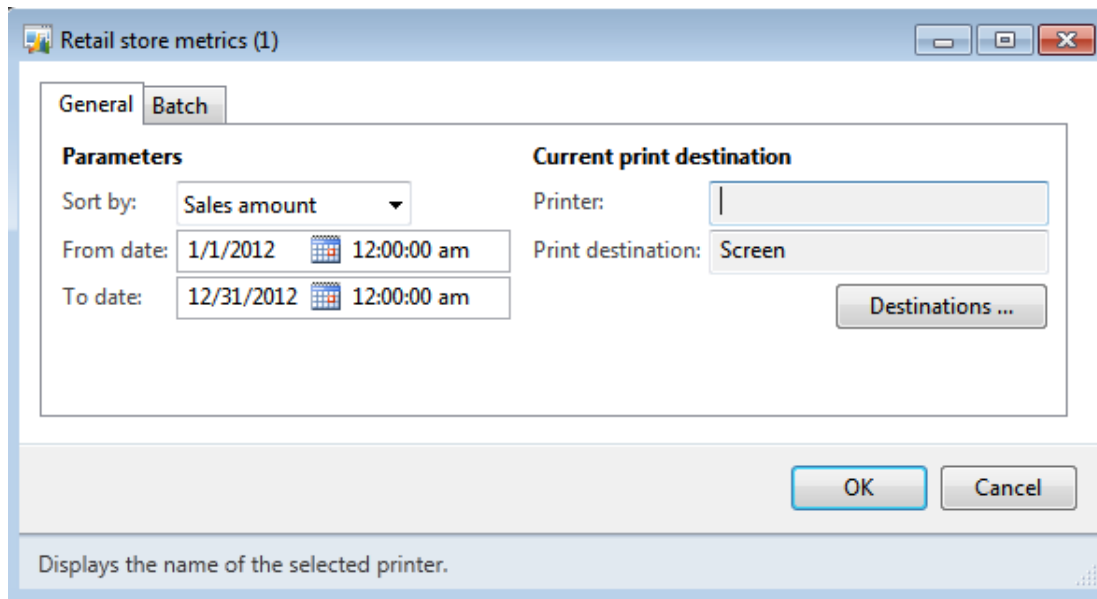 Retail store metrics (1)
General Batch
Parameters
Sort by: Sales amount
From date: 1/1/2012 12:00:00 am
To date: 12/31/2012 12:00:00 am
Current print destination
Printer:
Print destination: Screen
Destinations ...
OK Cancel
Displays the name of the selected printer.